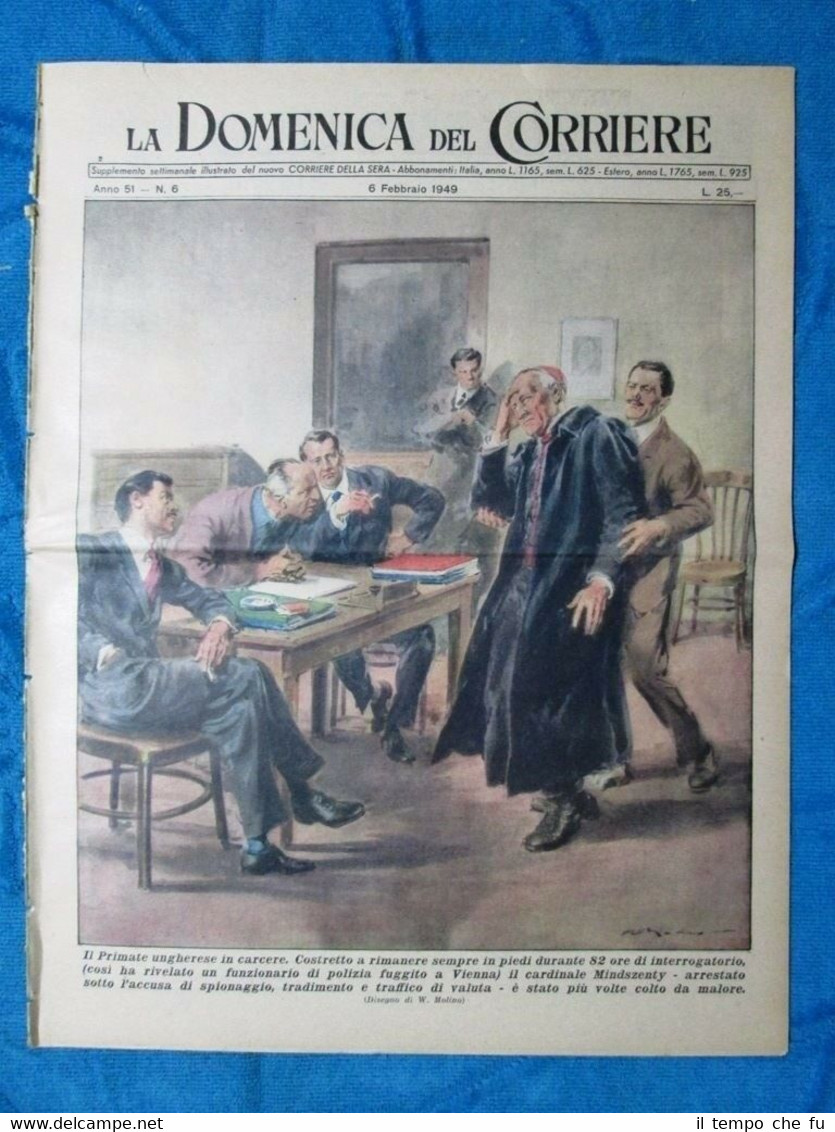 LA DOMENICA DEL CORRIERE
Supplemento settimanale illustrato del nuovo CORRIERE DELLA SERA - Abbonamenti: Italia, anno L. 1165, sem. L. 625 - Estero, anno L. 1765, sem. L. 925
Anno 51 — N. 6 6 Febbraio 1949 L. 25,—
Il Primate ungherese in carcere. Costretto a rimanere sempre in piedi durante 82 ore di interrogatorio,
(così ha rivelato un funzionario di polizia fuggito a Vienna) il cardinale Mindszenty - arrestato
sotto l'accusa di spionaggio, tradimento e traffico di valuta - è stato più volte colto da malore.
(Disegno di W. Molino)
il tempo che fu